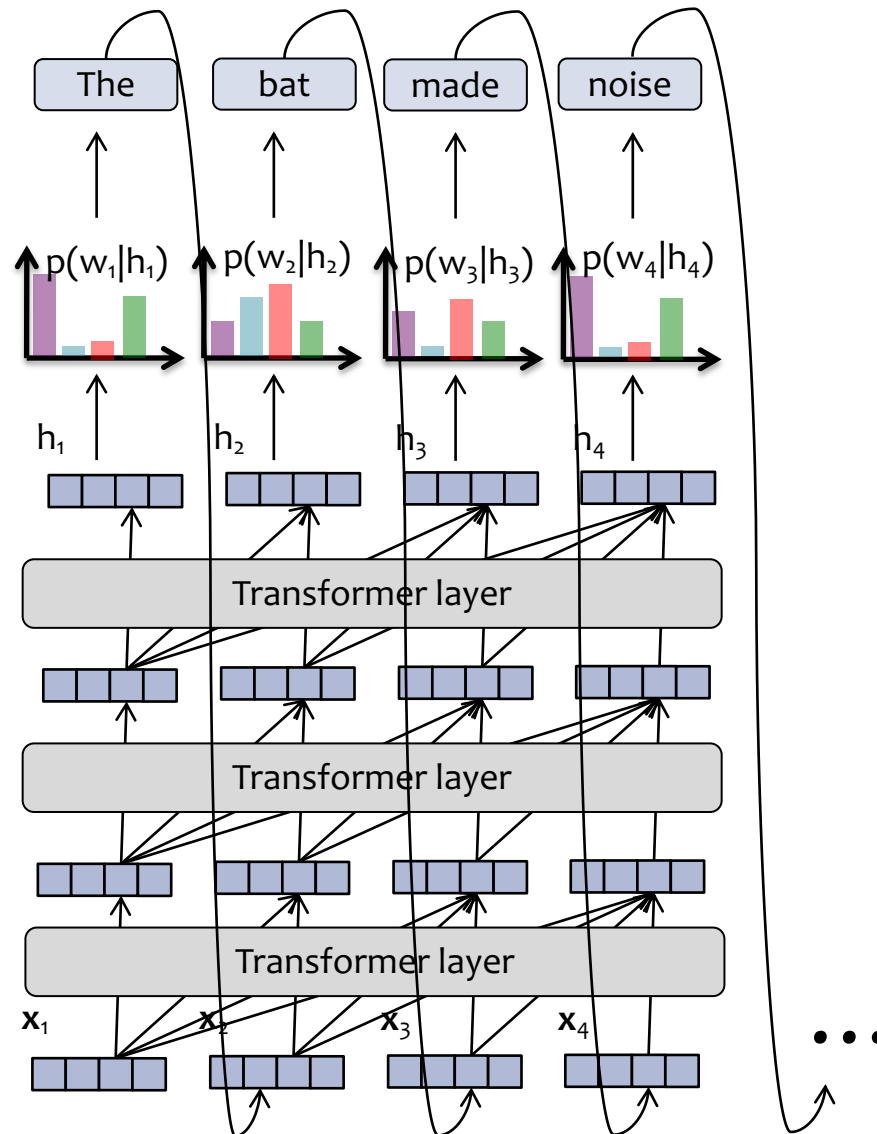 The bat made noise
p(w₁|h₁) p(w₂|h₂) p(w₃|h₃) p(w₄|h₄)
h₁ h₂ h₃ h₄
Transformer layer
Transformer layer
Transformer layer
x₁ x₂ x₃ x₄
...